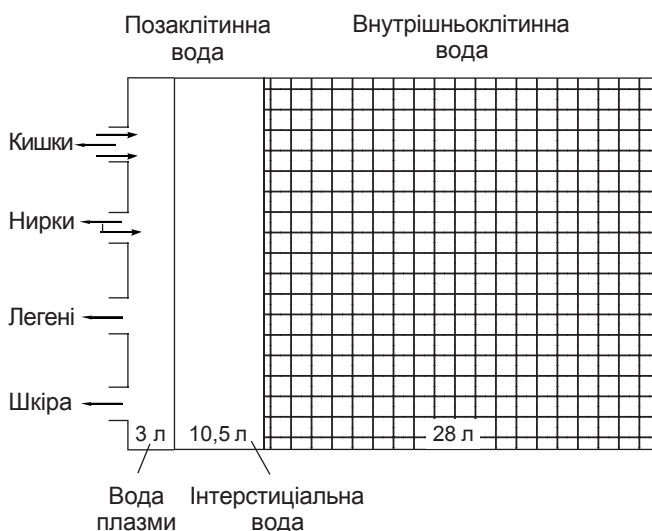 Позаклітинна
вода
Внутрішньоклітинна
вода
Кишки
Нирки
Легені
Шкіра
3 л
10,5 л
28 л
Вода
плазми
Інтерстиціальна
вода